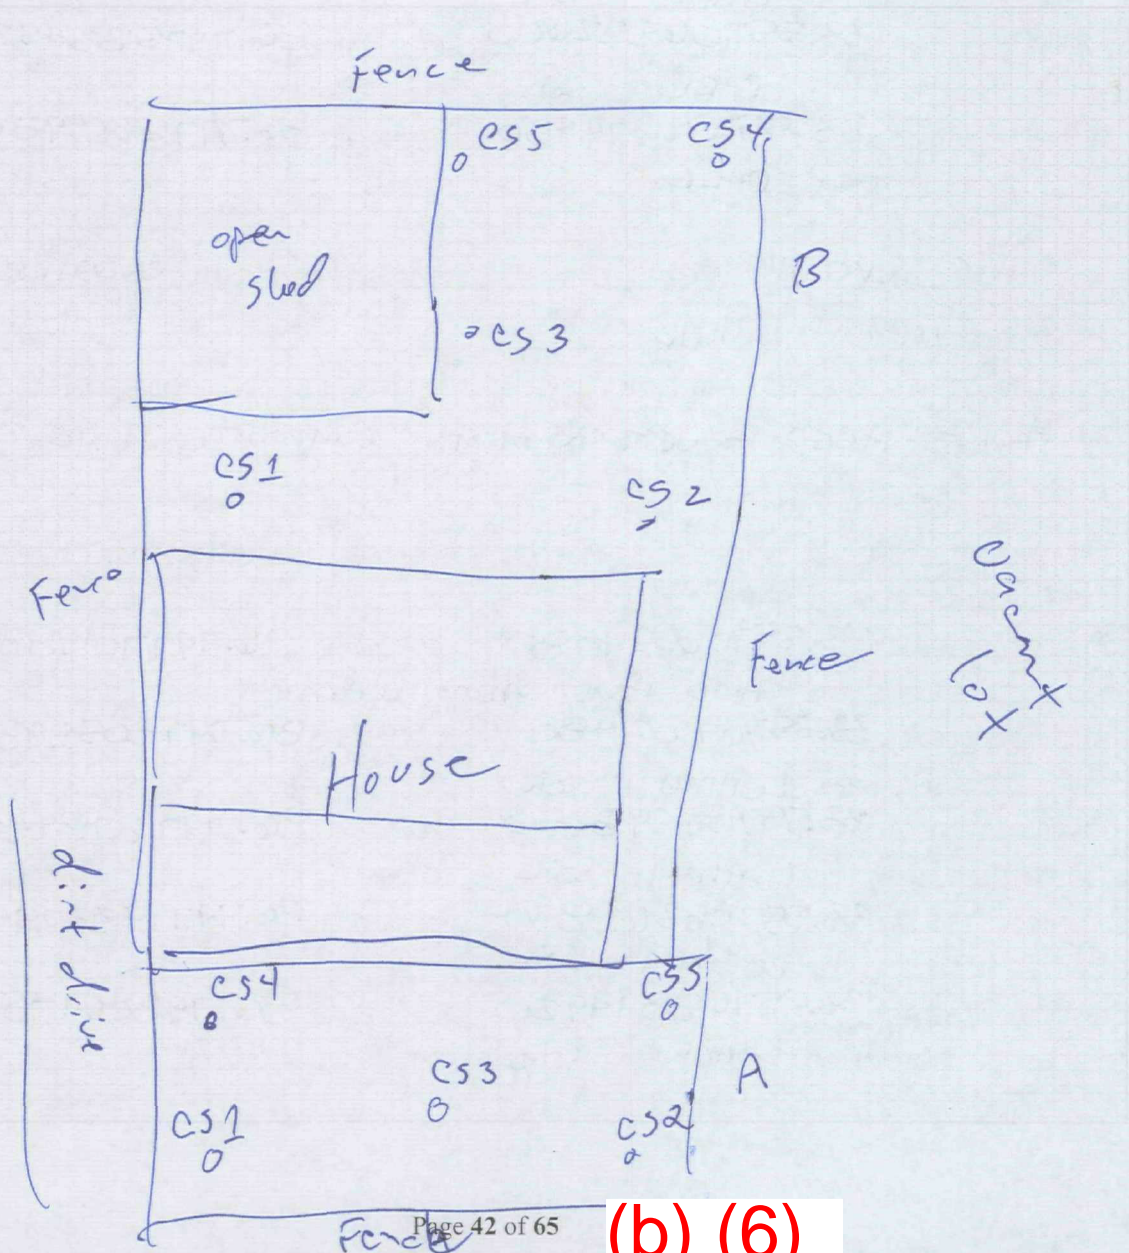 Fence
CS5
CS4
open
shed
B
CS3
CS1
CS2
Fence
Vacant
lot
Fence
House
dirt drive
CS4
CS5
CS3
A
CS1
CS2
Fence
Page 42 of 65
(b) (6)